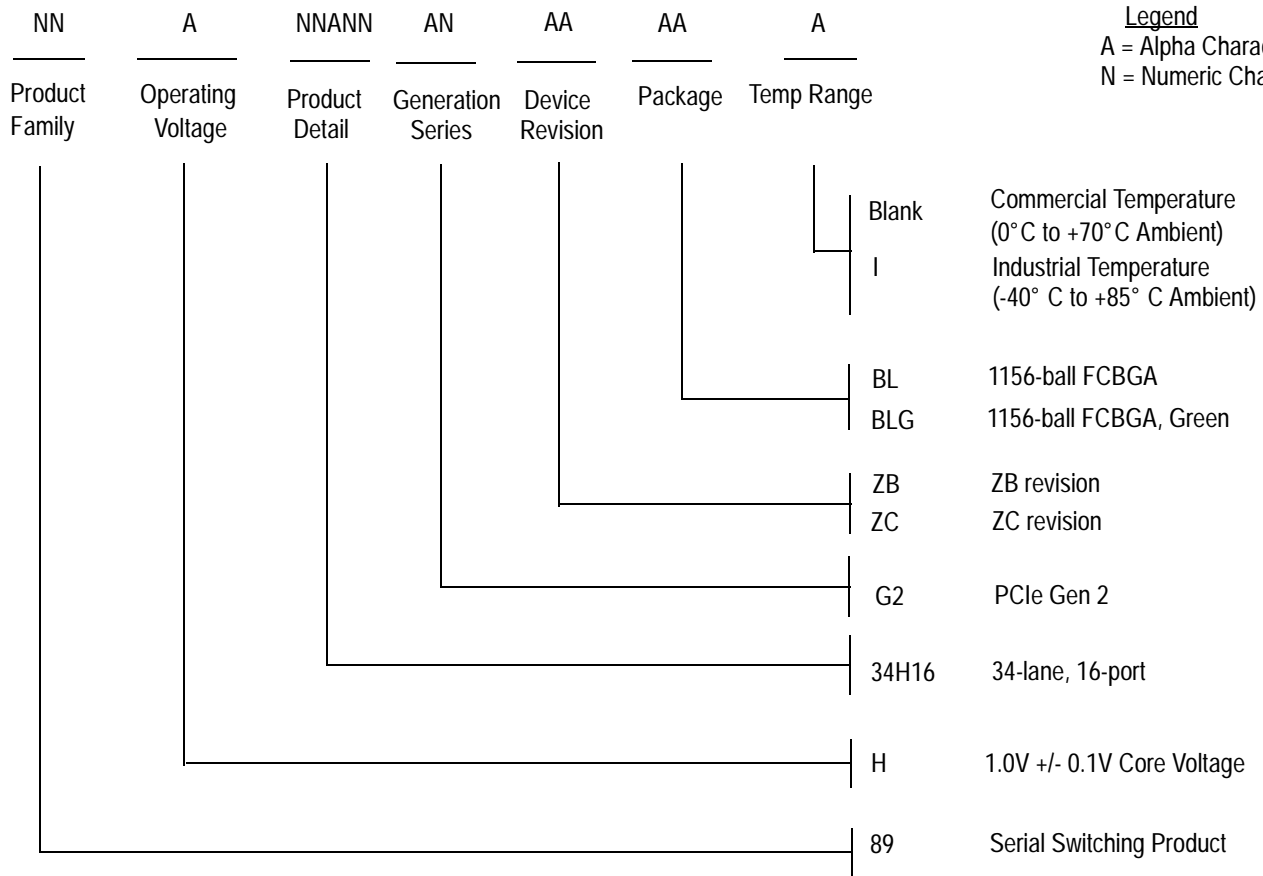 NN A NNANN AN AA AA A
Legend
A = Alpha
N = Numeric
Product Family
Operating Voltage
Product Detail
Generation Series
Device Revision
Package
Temp Range
Blank Commercial Temperature
(0°C to +70°C Ambient)
I Industrial Temperature
(-40° C to +85° C Ambient)
BL 1156-ball FCBGA
BLG 1156-ball FCBGA, Green
ZB ZB revision
ZC ZC revision
G2 PCIe Gen 2
34H16 34-lane, 16-port
H 1.0V +/- 0.1V Core Voltage
89 Serial Switching Product